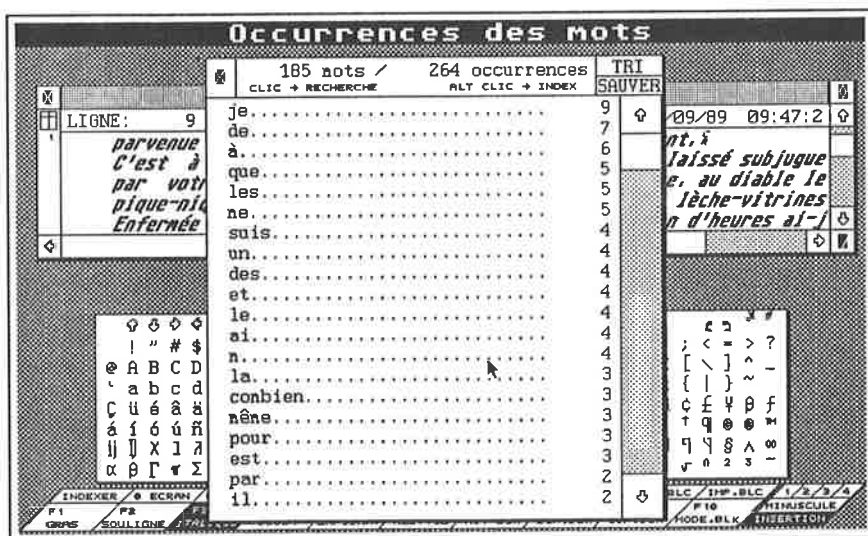 Occurrences des mots
185 mots / 264 occurrences TRI
CLIC → RECHERCHE ALT CLIC → INDEX SAUVER
je 9
de 7
à 6
que 5
les 5
ne 5
suis 4
un 4
des 4
et 4
le 4
ai 4
n 4
la 3
combien 3
même 3
pour 3
est 3
par 2
il 2
LIGNE: 9
parvenue
C'est à
par votr
pique-niq
Enfermée
/09/89 09:47:2
nt,
laissé subjugue
e, au diable le
lèche-vitrines
n d'heures ai-j
! " # $
@ A B C D
` a b c d
Ç ü é â ä
á í ó ú ñ
α β Γ π Σ
; < = > ?
[ \ ] ^ _
{ | } ~
¢ £ ¥ β ƒ
INDEXER / @ ECRAN
F1 GRAS
F2 SOULIGNE
BLC / IMP.BLC / 1 / 2 / 3 / 4
F10 MINUSCULE
MODE.BLK INSERTION